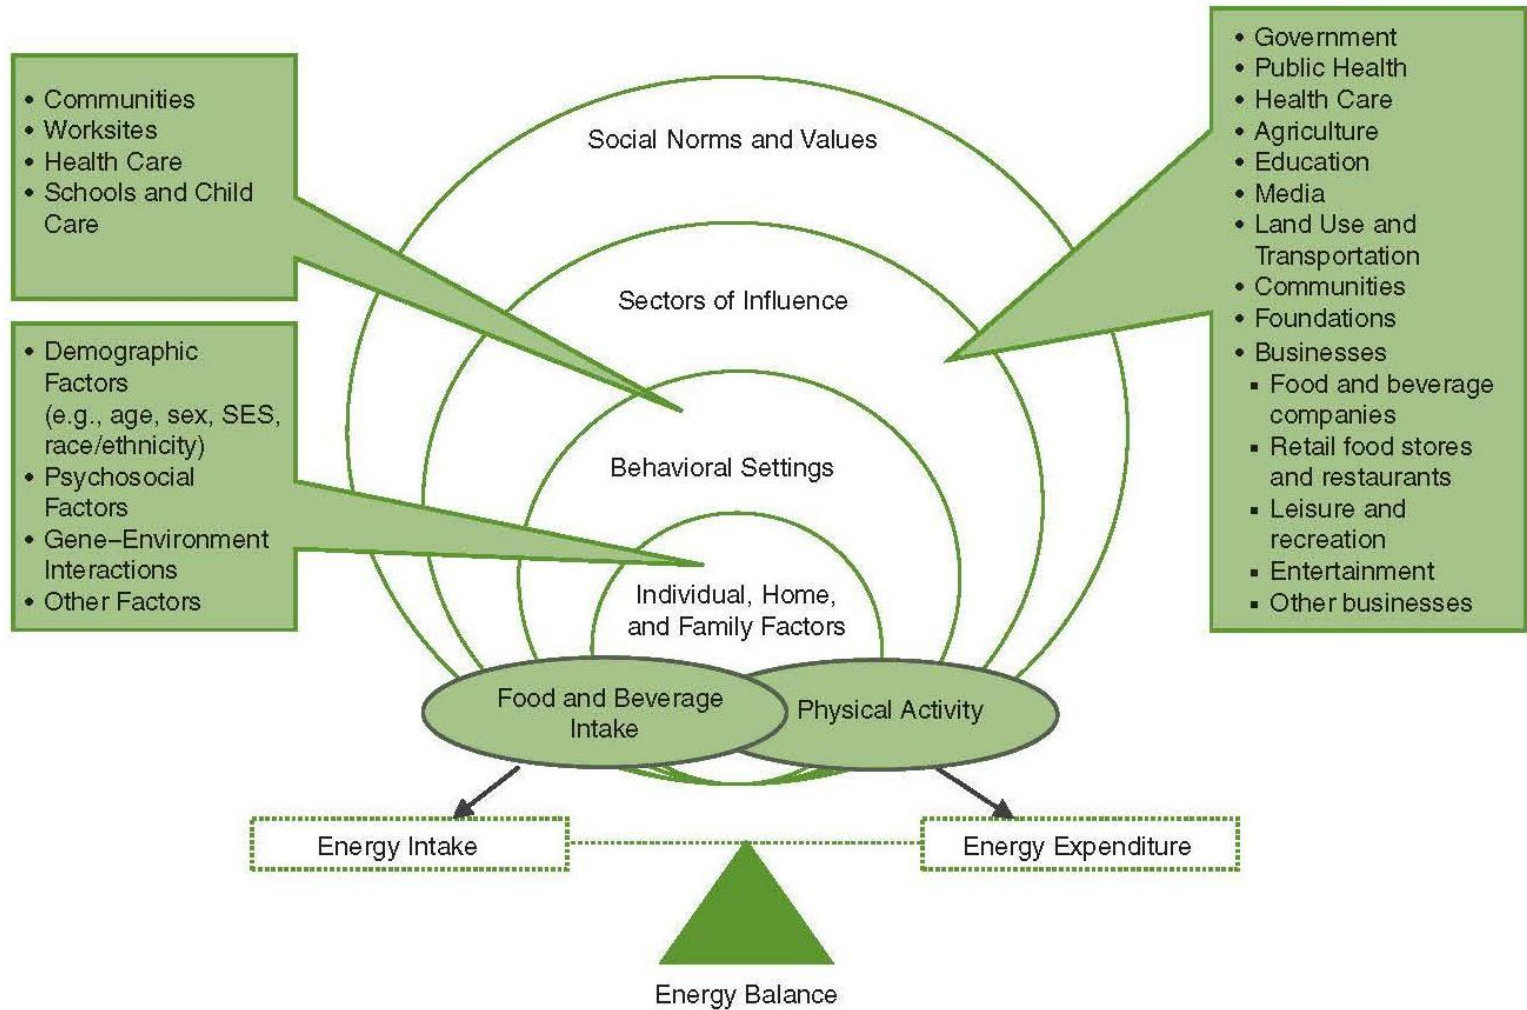 • Communities
• Worksites
• Health Care
• Schools and Child
Care
• Demographic
Factors
(e.g., age, sex, SES,
race/ethnicity)
• Psychosocial
Factors
• Gene–Environment
Interactions
• Other Factors
Social Norms and Values
Sectors of Influence
Behavioral Settings
Individual, Home,
and Family Factors
Food and Beverage
Intake
Physical Activity
• Government
• Public Health
• Health Care
• Agriculture
• Education
• Media
• Land Use and
Transportation
• Communities
• Foundations
• Businesses
▪ Food and beverage
companies
▪ Retail food stores
and restaurants
▪ Leisure and
recreation
▪ Entertainment
▪ Other businesses
Energy Intake
Energy Expenditure
Energy Balance